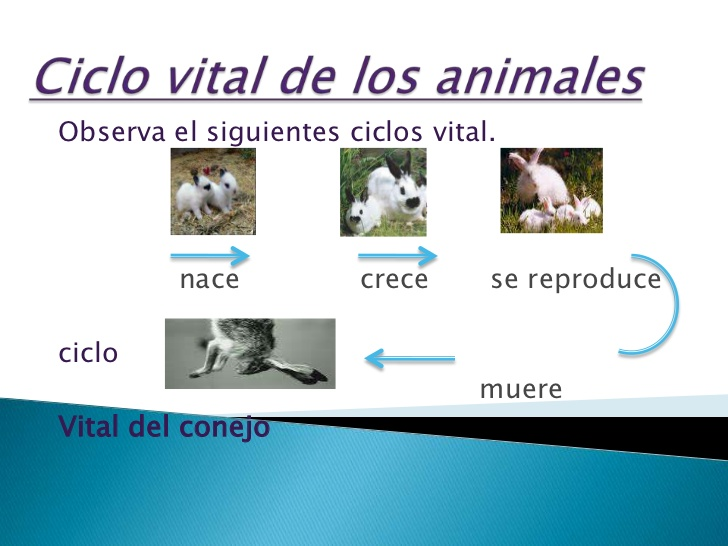 Ciclo vital de los animales
Observa el siguientes ciclos vital.
nace crece se reproduce
ciclo
muere
Vital del conejo